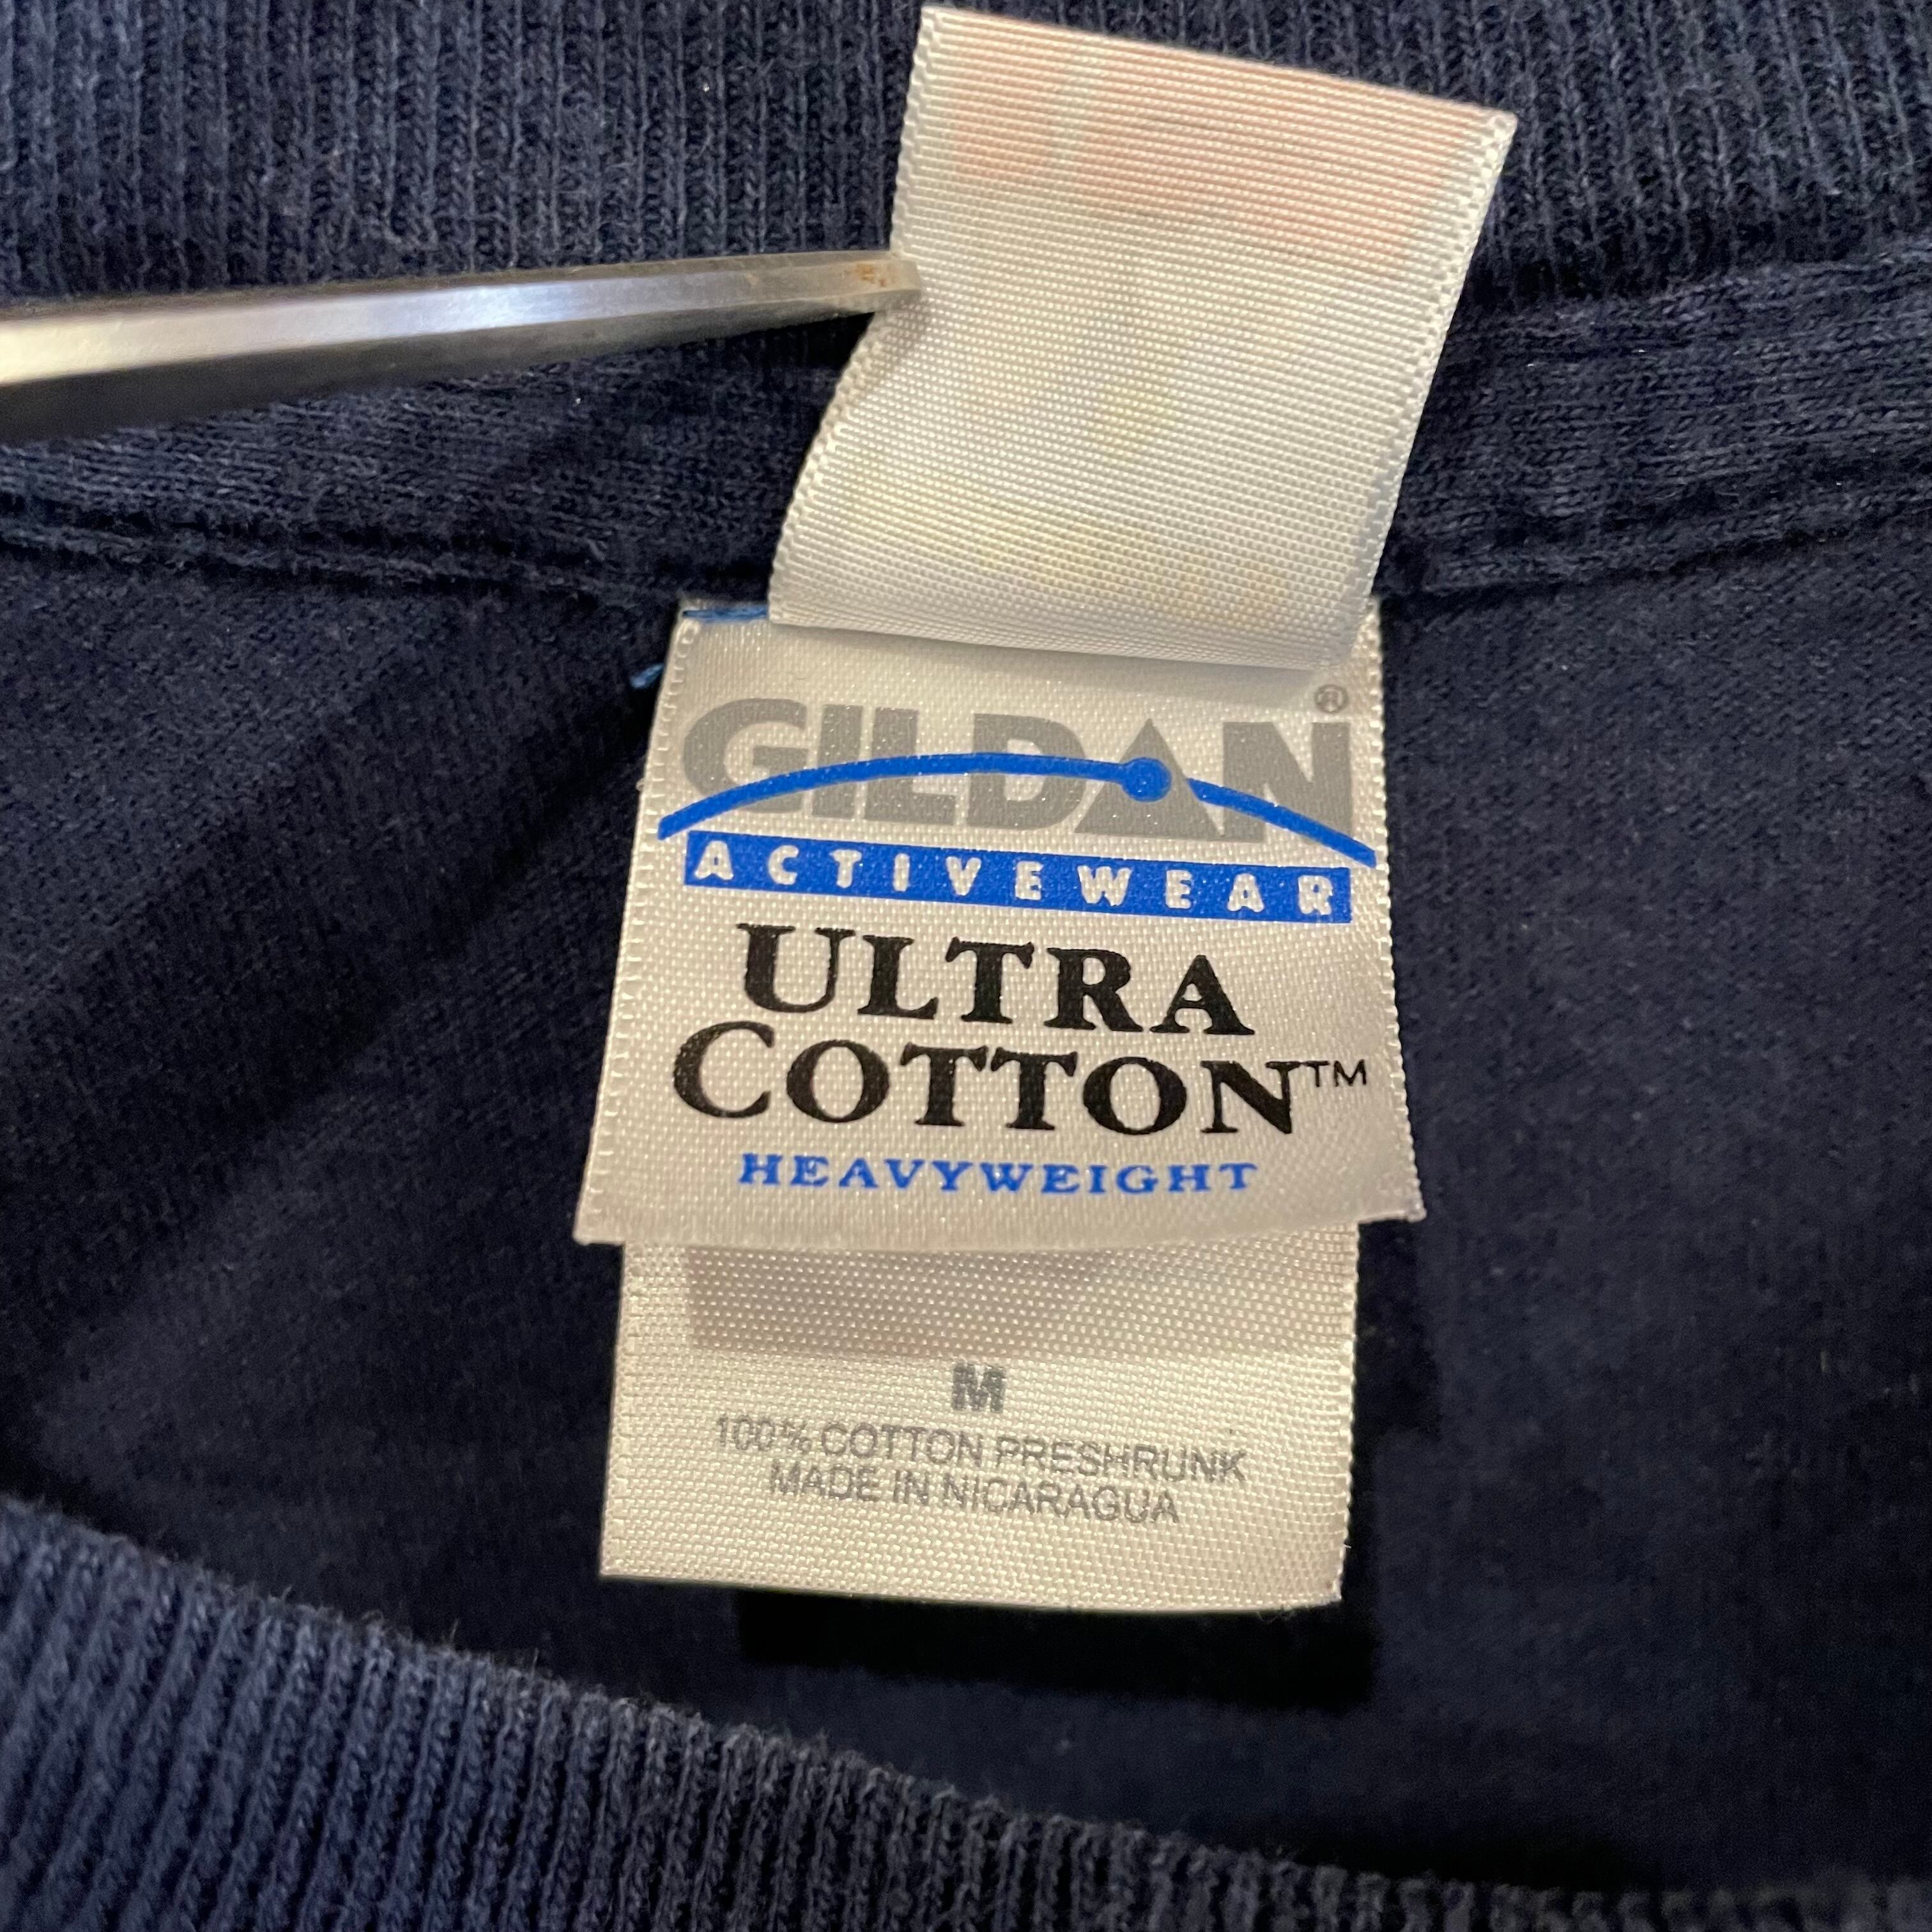 GILDAN®
ACTIVEWEAR
ULTRA
COTTON™
HEAVYWEIGHT
M
100% COTTON PRESHRUNK
MADE IN NICARAGUA